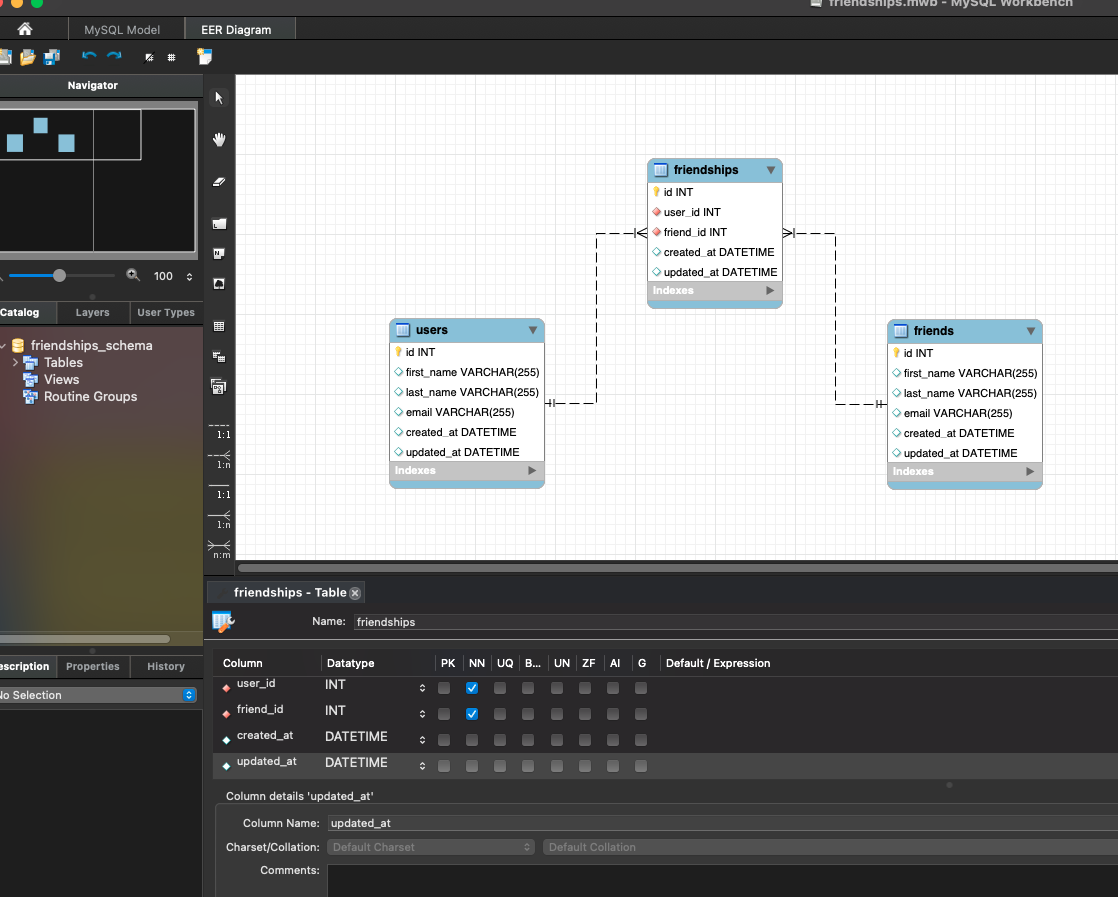 friendships.mwb - MySQL Workbench
MySQL Model
EER Diagram
Navigator
100
Catalog
Layers
User Types
friendships_schema
Tables
Views
Routine Groups
escription
Properties
History
No Selection
1:1
1:n
1:1
1:n
n:m
friendships
id INT
user_id INT
friend_id INT
created_at DATETIME
updated_at DATETIME
Indexes
users
id INT
first_name VARCHAR(255)
last_name VARCHAR(255)
email VARCHAR(255)
created_at DATETIME
updated_at DATETIME
Indexes
friends
id INT
first_name VARCHAR(255)
last_name VARCHAR(255)
email VARCHAR(255)
created_at DATETIME
updated_at DATETIME
Indexes
friendships - Table
Name: friendships
Column Datatype PK NN UQ B... UN ZF AI G Default / Expression
user_id INT
friend_id INT
created_at DATETIME
updated_at DATETIME
Column details 'updated_at'
Column Name: updated_at
Charset/Collation: Default Charset Default Collation
Comments: